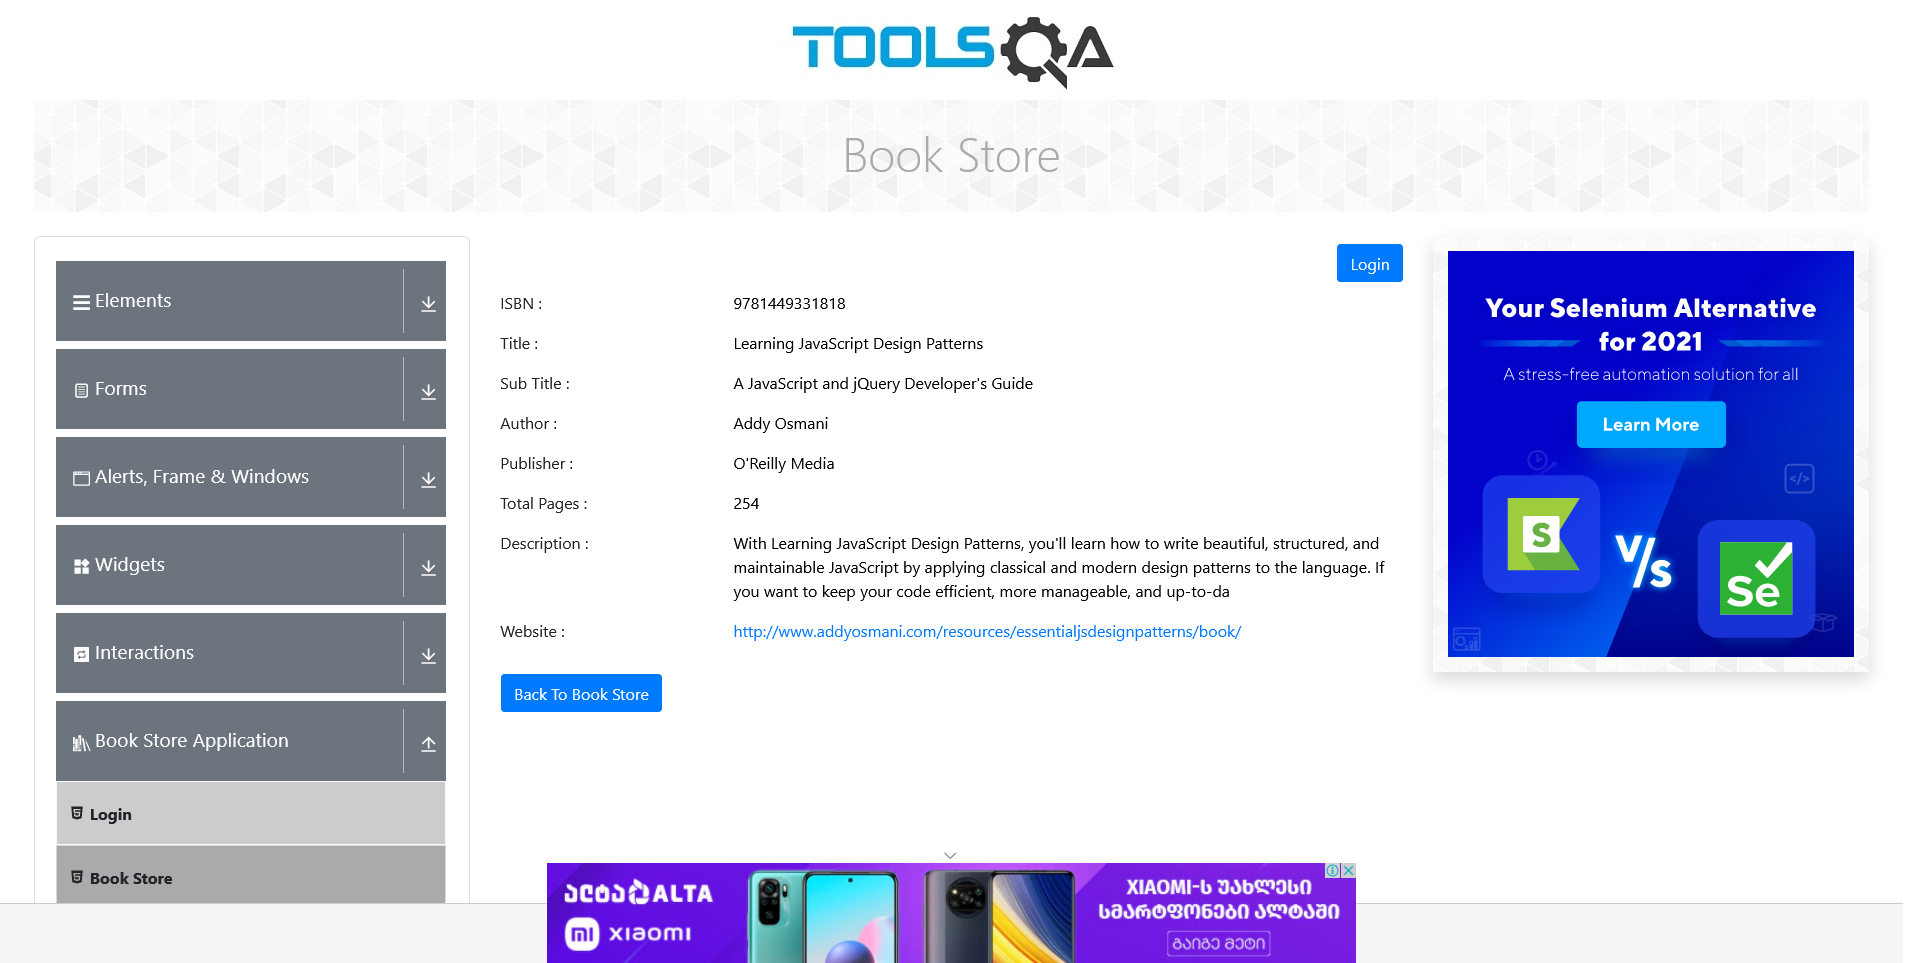 TOOLSQA
Book Store
Elements
Forms
Alerts, Frame & Windows
Widgets
Interactions
Book Store Application
Login
Book Store
Login
ISBN :
9781449331818
Title :
Learning JavaScript Design Patterns
Sub Title :
A JavaScript and jQuery Developer's Guide
Author :
Addy Osmani
Publisher :
O'Reilly Media
Total Pages :
254
Description :
With Learning JavaScript Design Patterns, you'll learn how to write beautiful, structured, and
maintainable JavaScript by applying classical and modern design patterns to the language. If
you want to keep your code efficient, more manageable, and up-to-da
Website :
http://www.addyosmani.com/resources/essentialjsdesignpatterns/book/
Back To Book Store
Your Selenium Alternative
for 2021
A stress-free automation solution for all
Learn More
</>
S
V/S
Se
ალტა ALTA
mi xiaomi
XIAOMI-ს უახლესი
სმარტფონები ალტაში
გაიგე მეტი